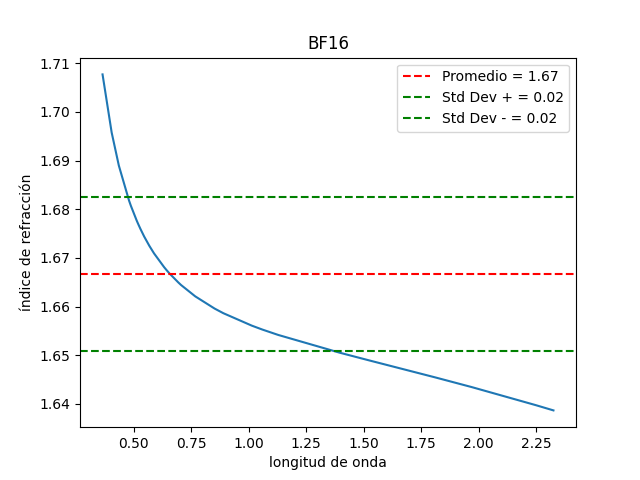 BF16
1.71
1.70
1.69
1.68
1.67
1.66
1.65
1.64
índice de refracción
Promedio = 1.67
Std Dev + = 0.02
Std Dev - = 0.02
0.50 0.75 1.00 1.25 1.50 1.75 2.00 2.25
longitud de onda